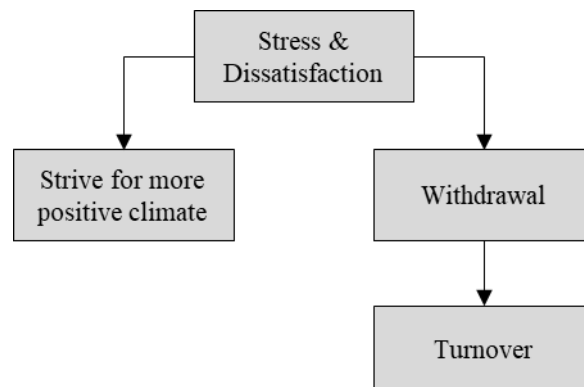 Stress &
Dissatisfaction
Strive for more
positive climate
Withdrawal
Turnover